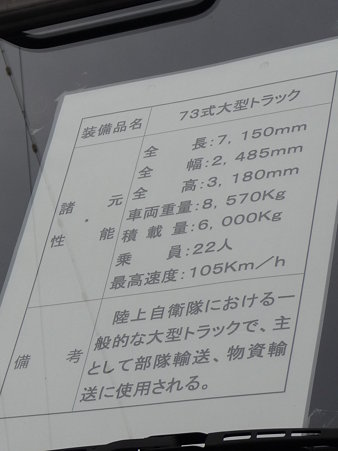 装備品名 73式大型トラック
諸元・性能
全長:7,150mm
全幅:2,485mm
全高:3,180mm
車両重量:8,570Kg
積載量:6,000Kg
乗員:22人
最高速度:105Km/h
備考
陸上自衛隊における一
般的な大型トラックで、主
として部隊輸送、物資輸
送に使用される。